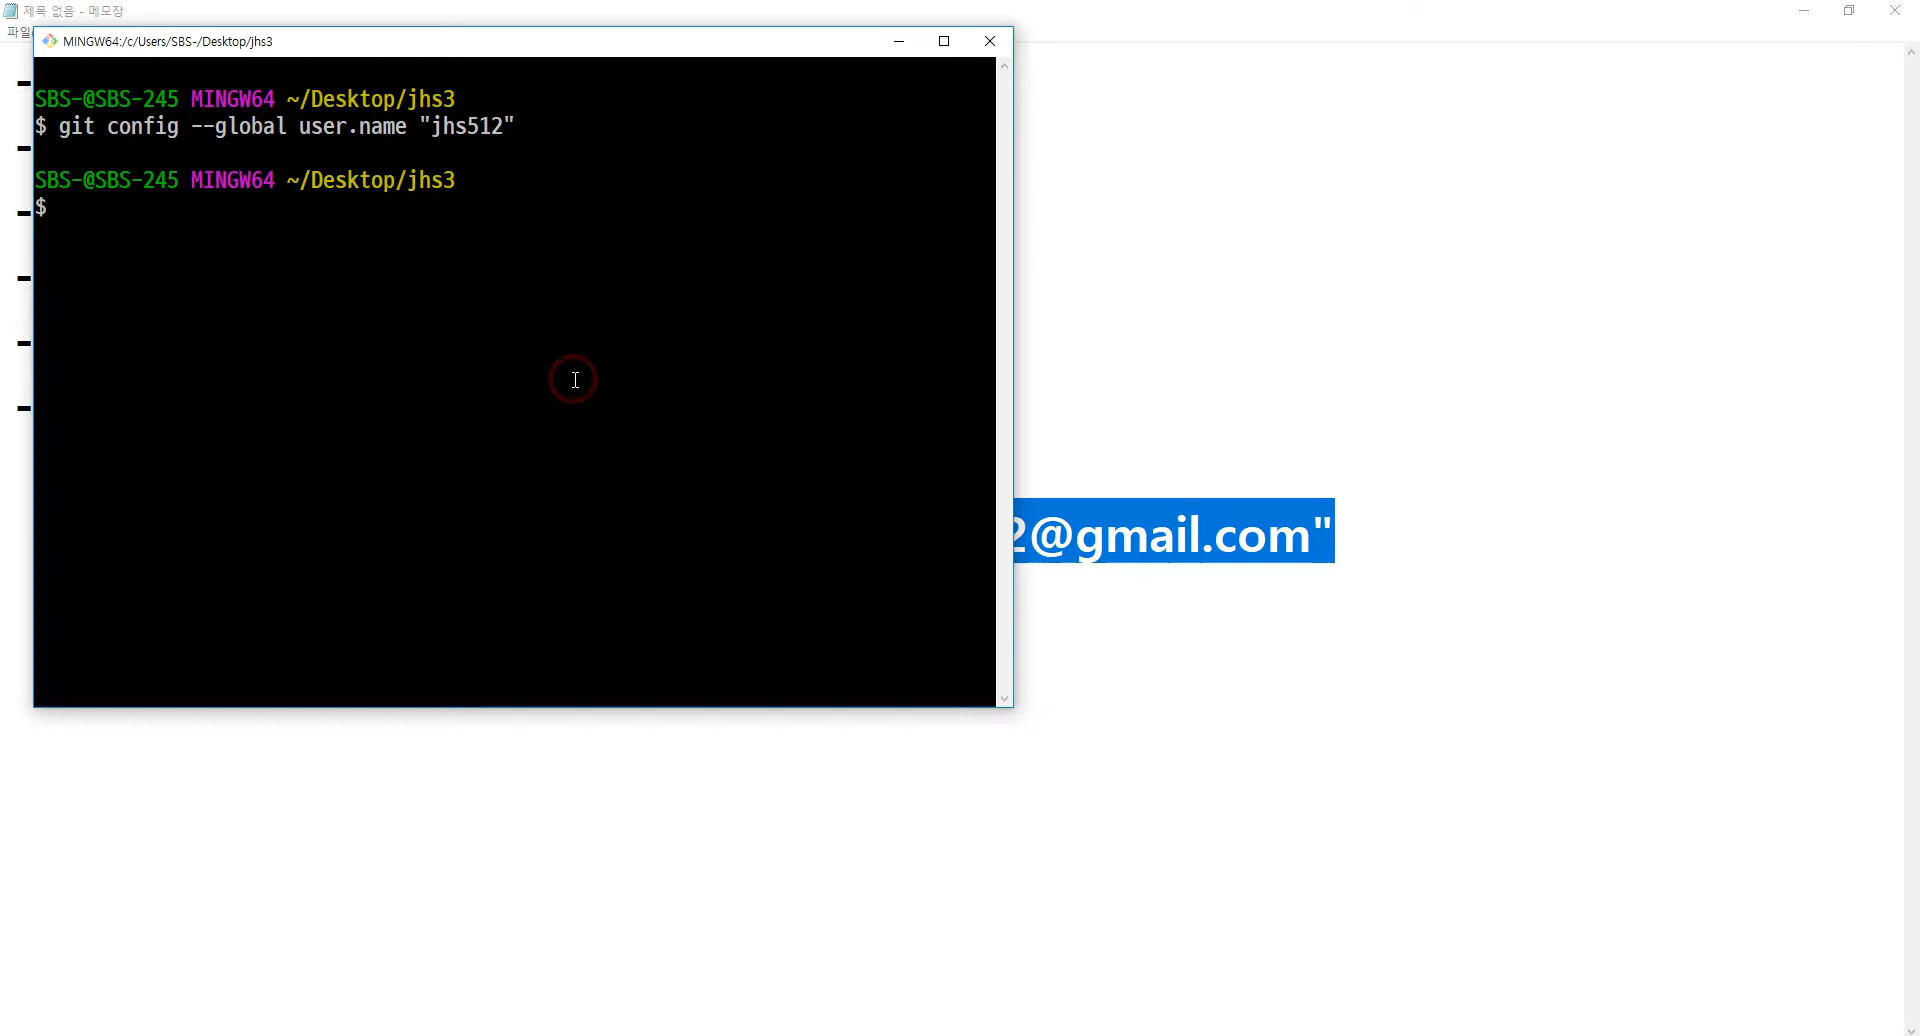 제목 없음 - 메모장
파일
MINGW64:/c/Users/SBS-/Desktop/jhs3
SBS-@SBS-245 MINGW64 ~/Desktop/jhs3
$ git config --global user.name "jhs512"
SBS-@SBS-245 MINGW64 ~/Desktop/jhs3
$
2@gmail.com"